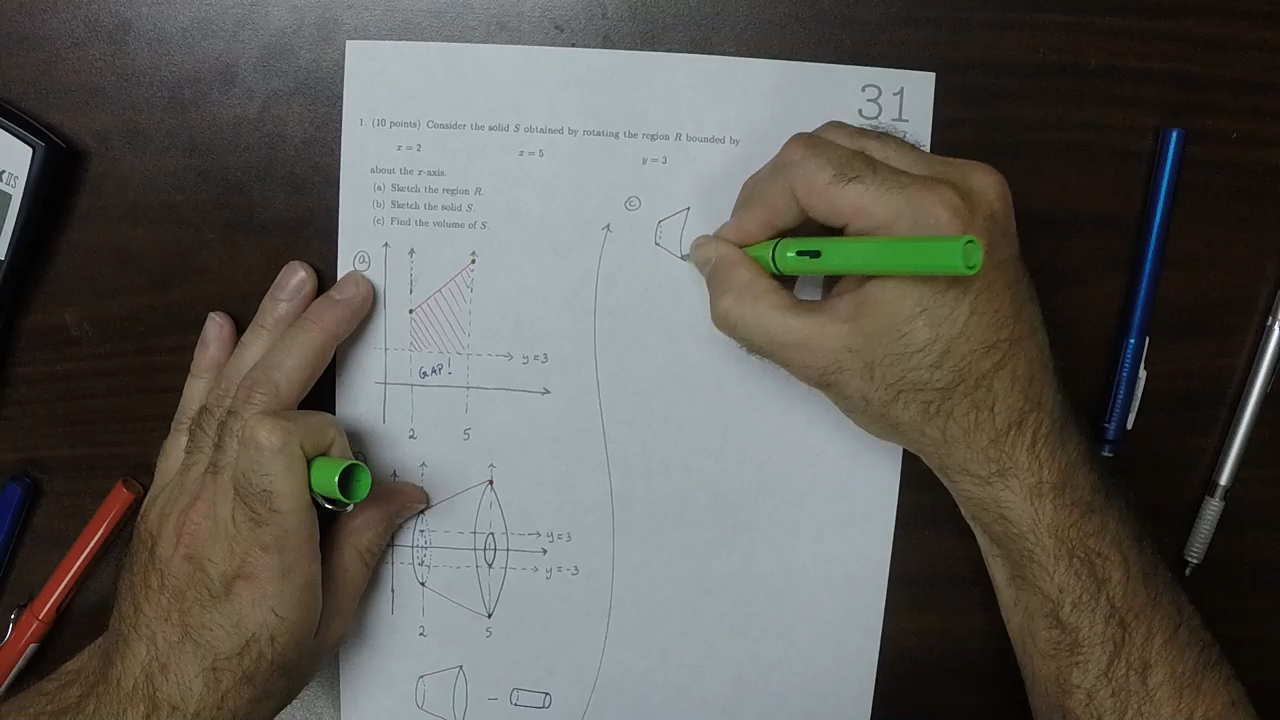 31
1. (10 points) Consider the solid S obtained by rotating the region R bounded by
x = 2 x = 5 y = 3
about the x-axis.
(a) Sketch the region R.
(b) Sketch the solid S.
(c) Find the volume of S.
a
y = 3
GAP!
2 5
y = 3
y = -3
2 5
−
c
IIS